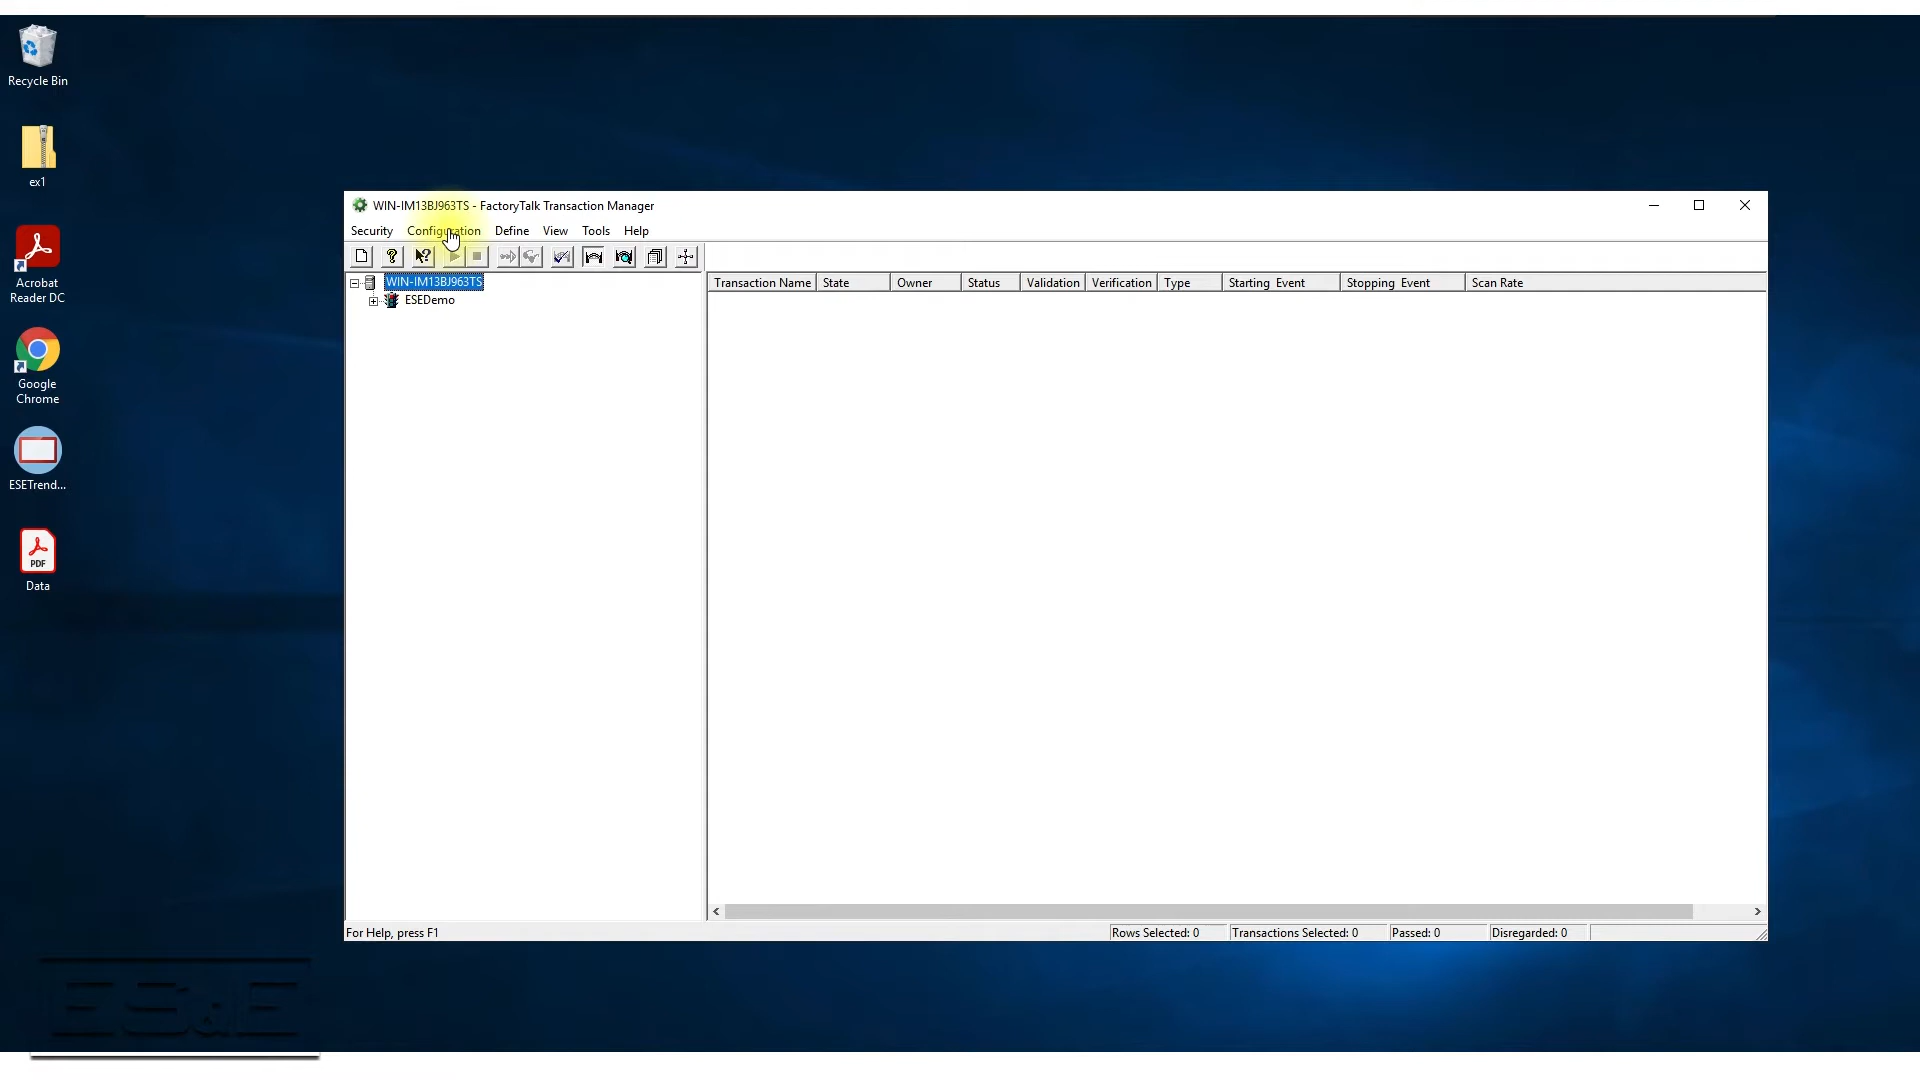 Recycle Bin
ex1
Acrobat
Reader DC
Google
Chrome
ESETrend...
PDF
Data
WIN-IM13BJ963TS - FactoryTalk Transaction Manager
Security Configuration Define View Tools Help
WIN-IM13BJ963TS
ESEDemo
Transaction Name State Owner Status Validation Verification Type Starting Event Stopping Event Scan Rate
For Help, press F1
Rows Selected: 0 Transactions Selected: 0 Passed: 0 Disregarded: 0
ES&E